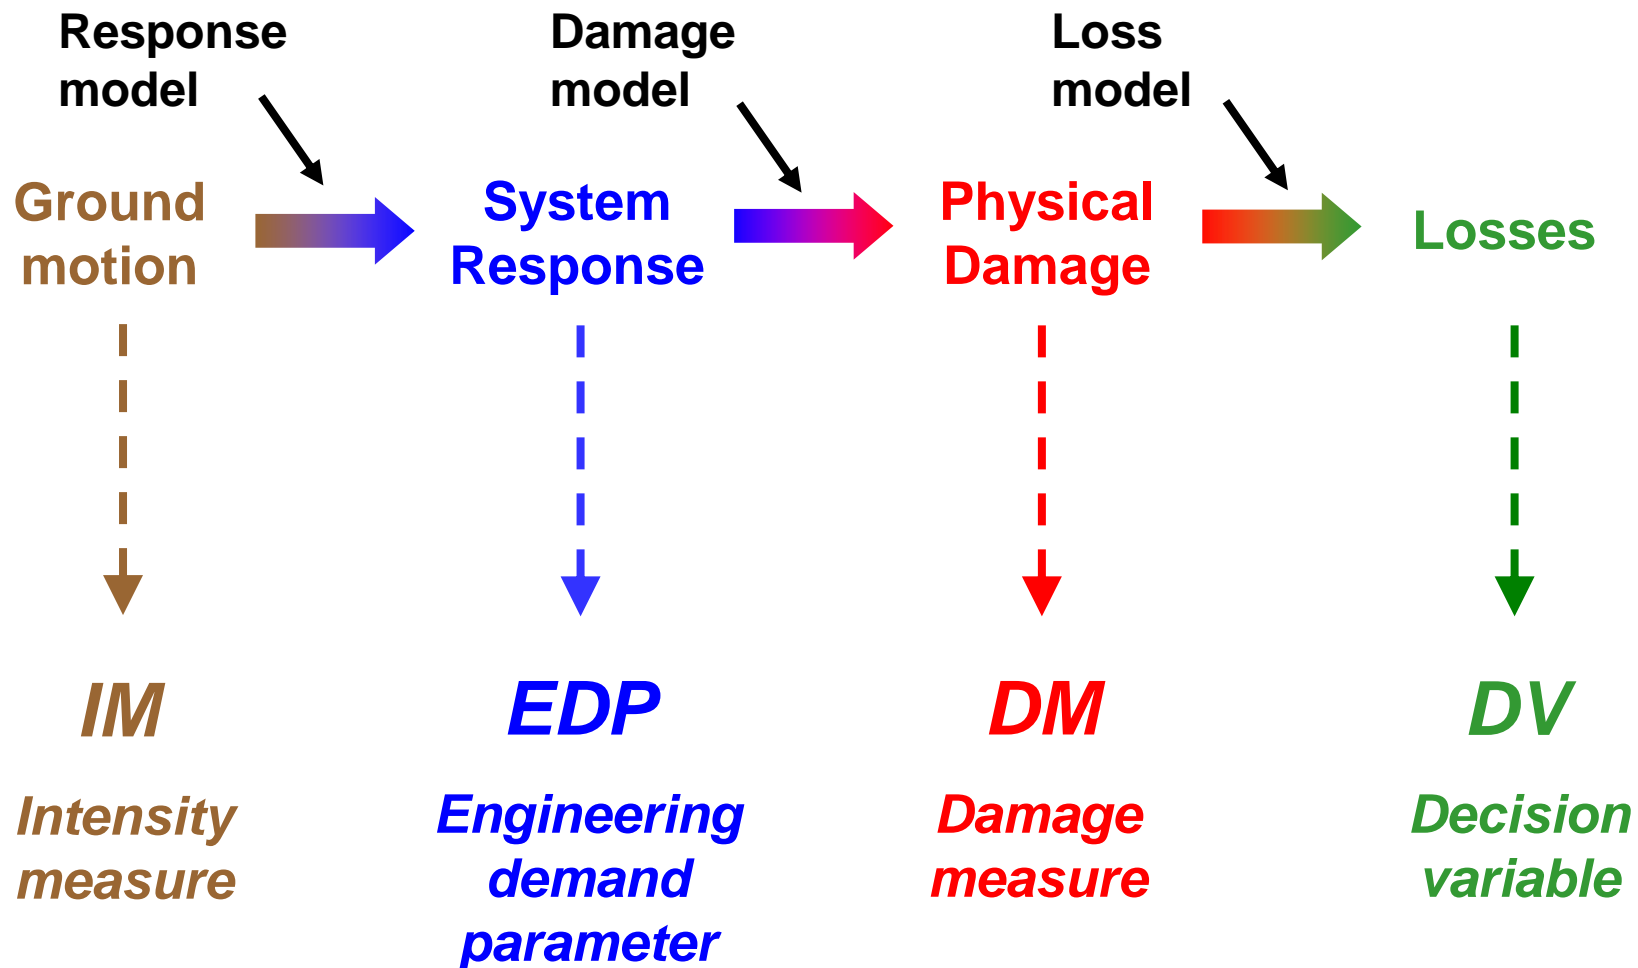 Response
model
Damage
model
Loss
model
Ground
motion
System
Response
Physical
Damage
Losses
IM
EDP
DM
DV
Intensity
measure
Engineering
demand
parameter
Damage
measure
Decision
variable